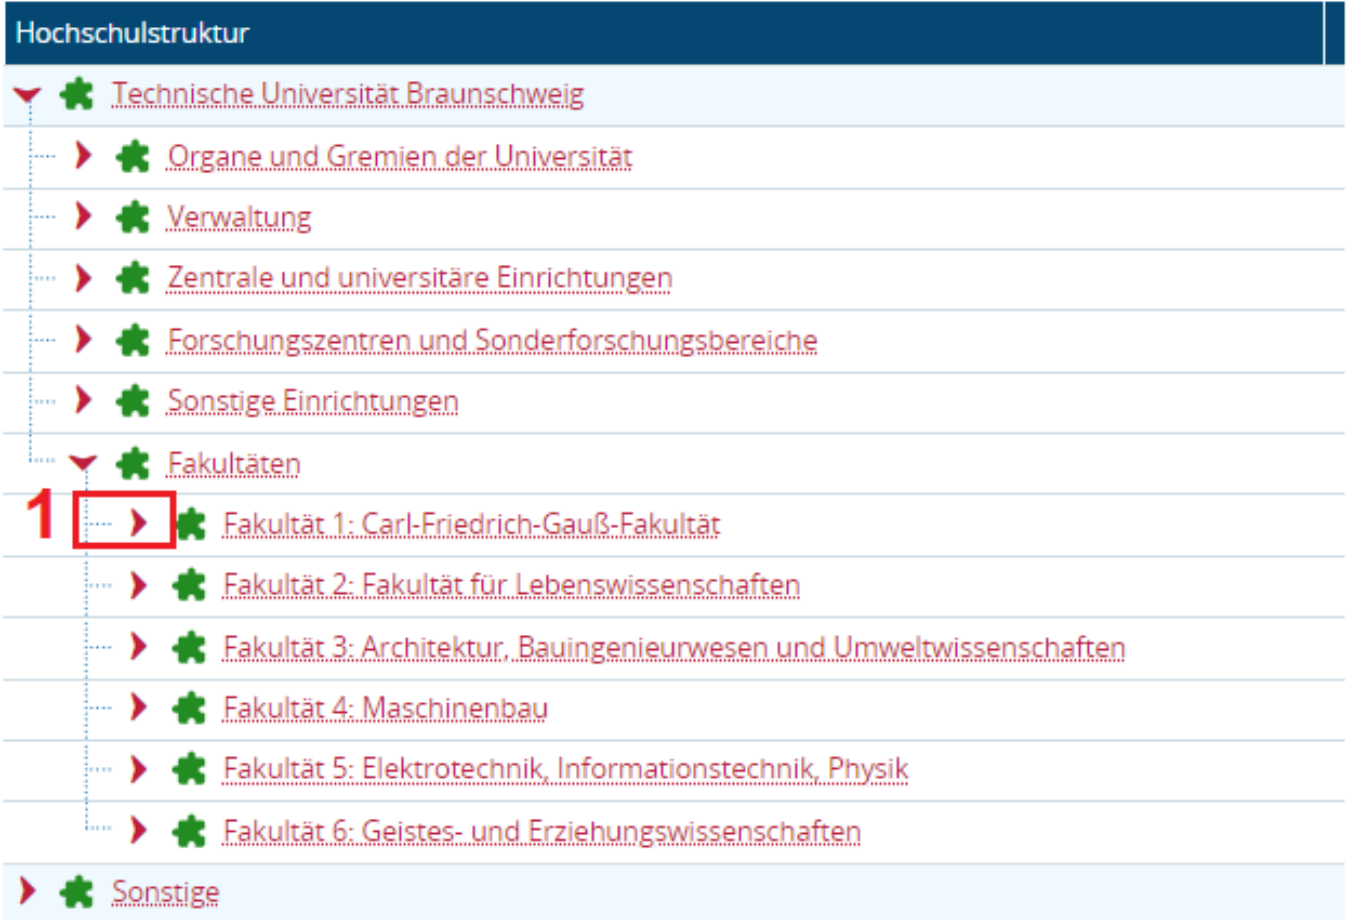 Hochschulstruktur
Technische Universität Braunschweig
Organe und Gremien der Universität
Verwaltung
Zentrale und universitäre Einrichtungen
Forschungszentren und Sonderforschungsbereiche
Sonstige Einrichtungen
Fakultäten
1 Fakultät 1: Carl-Friedrich-Gauß-Fakultät
Fakultät 2: Fakultät für Lebenswissenschaften
Fakultät 3: Architektur, Bauingenieurwesen und Umweltwissenschaften
Fakultät 4: Maschinenbau
Fakultät 5: Elektrotechnik, Informationstechnik, Physik
Fakultät 6: Geistes- und Erziehungswissenschaften
Sonstige